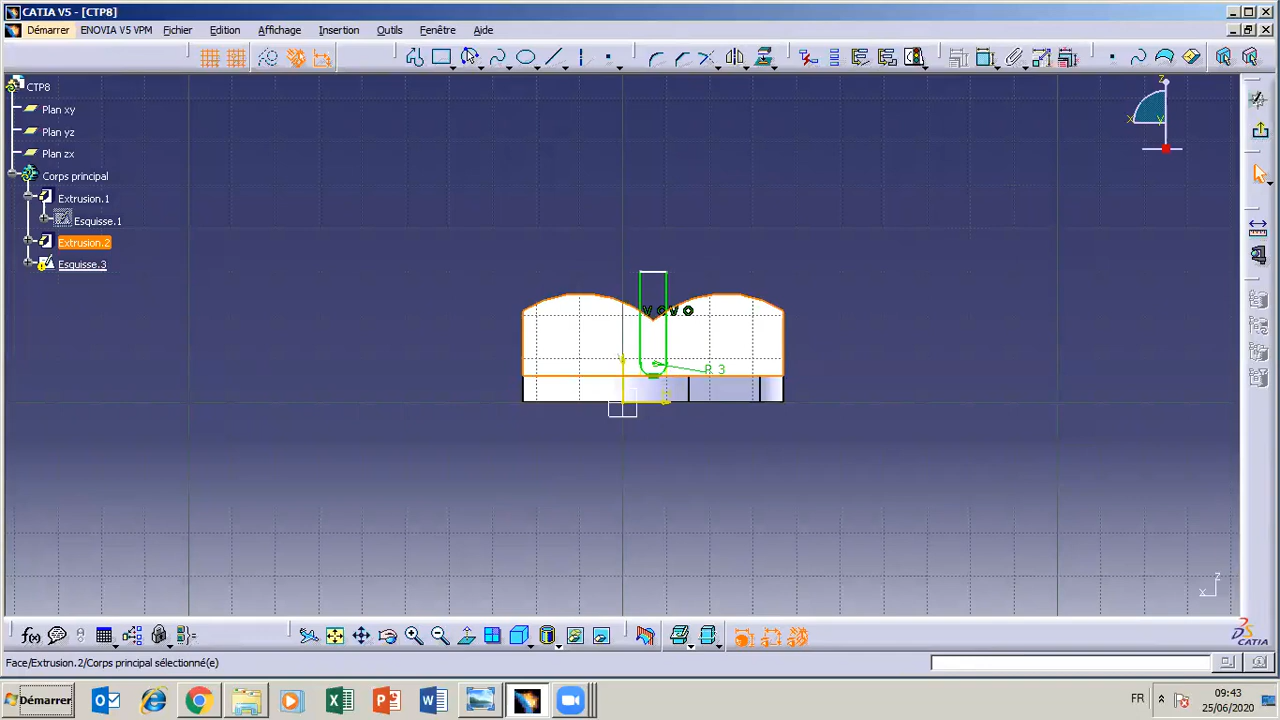 CATIA V5 - [CTP8]
Démarrer ENOVIA V5 VPM Fichier Edition Affichage Insertion Outils Fenêtre Aide
CTP8
Plan xy
Plan yz
Plan zx
Corps principal
Extrusion.1
Esquisse.1
Extrusion.2
Esquisse.3
Z
X
Y
V C V O
R 3
Z
X
f(x)
CATIA
Face/Extrusion.2/Corps principal sélectionné(e)
Démarrer
FR
09:43
25/06/2020